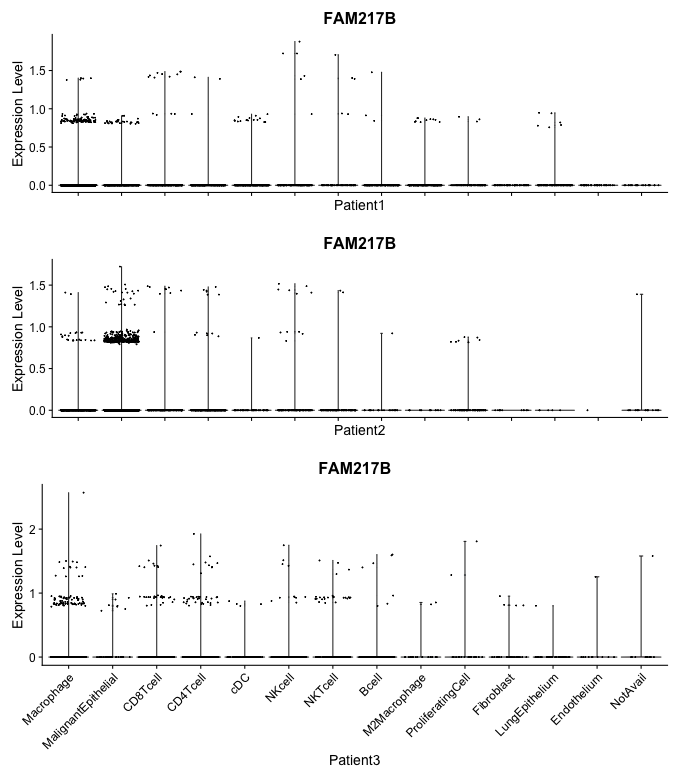 FAM217B
Expression Level
1.5
1.0
0.5
0.0
Patient1
FAM217B
Expression Level
1.5
1.0
0.5
0.0
Patient2
FAM217B
Expression Level
2
1
0
Macrophage
MalignantEpithelial
CD8Tcell
CD4Tcell
cDC
NKcell
NKTcell
Bcell
M2Macrophage
ProliferatingCell
Fibroblast
LungEpithelium
Endothelium
NotAvail
Patient3